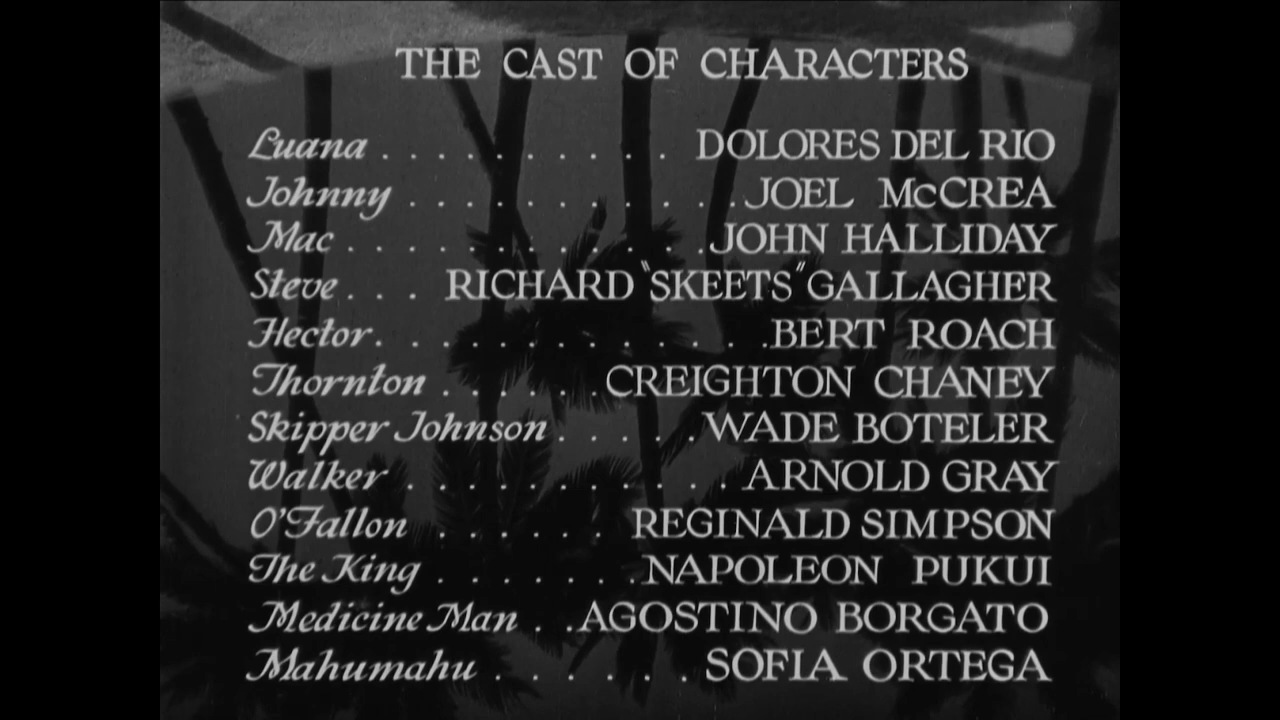 THE CAST OF CHARACTERS
Luana . . . . . . . . . . . DOLORES DEL RIO
Johnny . . . . . . . . . . . . JOEL McCREA
Mac . . . . . . . . . . . . . JOHN HALLIDAY
Steve . . . RICHARD "SKEETS" GALLAGHER
Hector . . . . . . . . . . . . . . BERT ROACH
Thornton . . . . . . CREIGHTON CHANEY
Skipper Johnson . . . . . WADE BOTELER
Walker . . . . . . . . . . . . ARNOLD GRAY
O'Fallon . . . . . . REGINALD SIMPSON
The King . . . . . . . NAPOLEON PUKUI
Medicine Man . . AGOSTINO BORGATO
Mahumahu . . . . . . SOFIA ORTEGA